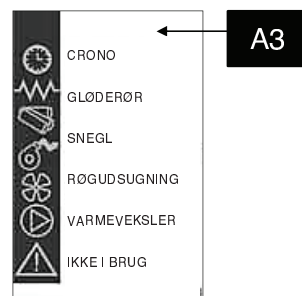 A3
CRONO
GLØDERØR
SNEGL
RØGUDSUGNING
VARMEVEKSLER
IKKE I BRUG